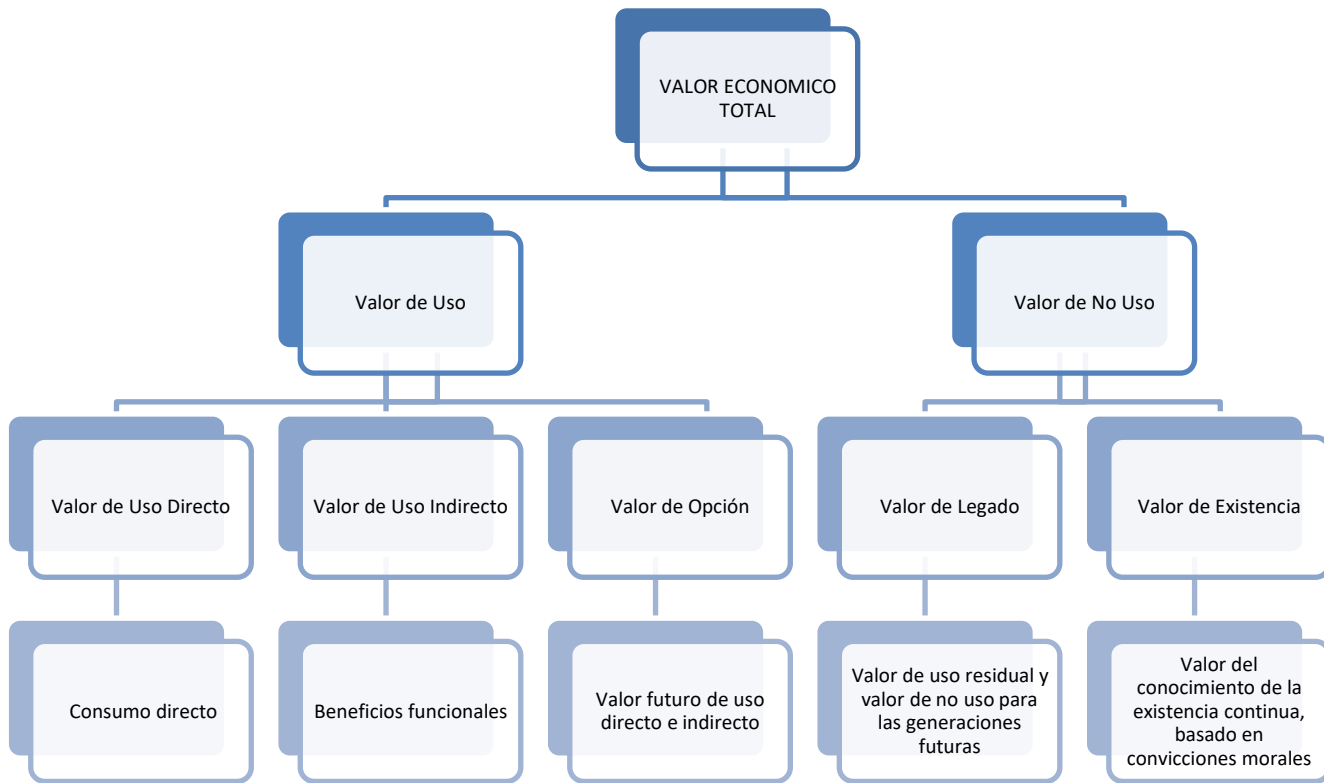 VALOR ECONOMICO
TOTAL
Valor de Uso
Valor de No Uso
Valor de Uso Directo
Valor de Uso Indirecto
Valor de Opción
Valor de Legado
Valor de Existencia
Consumo directo
Beneficios funcionales
Valor futuro de uso
directo e indirecto
Valor de uso residual y
valor de no uso para
las generaciones
futuras
Valor del
conocimiento de la
existencia continua,
basado en
convicciones morales